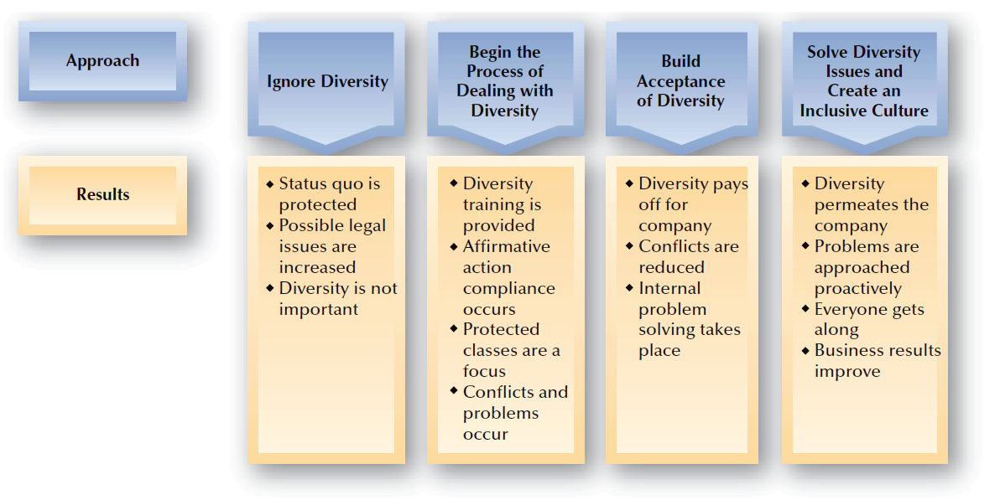 Approach
Ignore Diversity
Begin the
Process of
Dealing with
Diversity
Build
Acceptance
of Diversity
Solve Diversity
Issues and
Create an
Inclusive Culture
Results
◆ Status quo is
protected
◆ Possible legal
issues are
increased
◆ Diversity is not
important
◆ Diversity
training is
provided
◆ Affirmative
action
compliance
occurs
◆ Protected
classes are a
focus
◆ Conflicts and
problems
occur
◆ Diversity pays
off for
company
◆ Conflicts are
reduced
◆ Internal
problem
solving takes
place
◆ Diversity
permeates the
company
◆ Problems are
approached
proactively
◆ Everyone gets
along
◆ Business results
improve